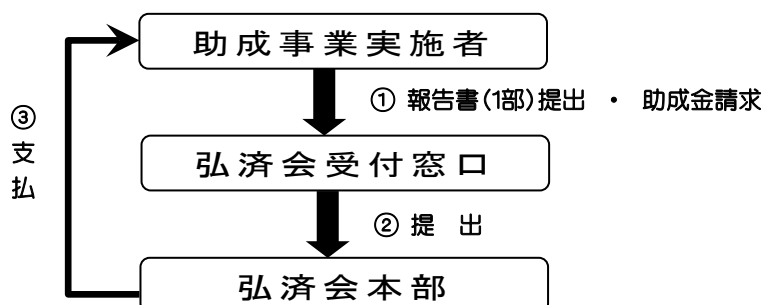 助成事業実施者
① 報告書(1部)提出 ・ 助成金請求
③支払
弘済会受付窓口
② 提 出
弘済会本部